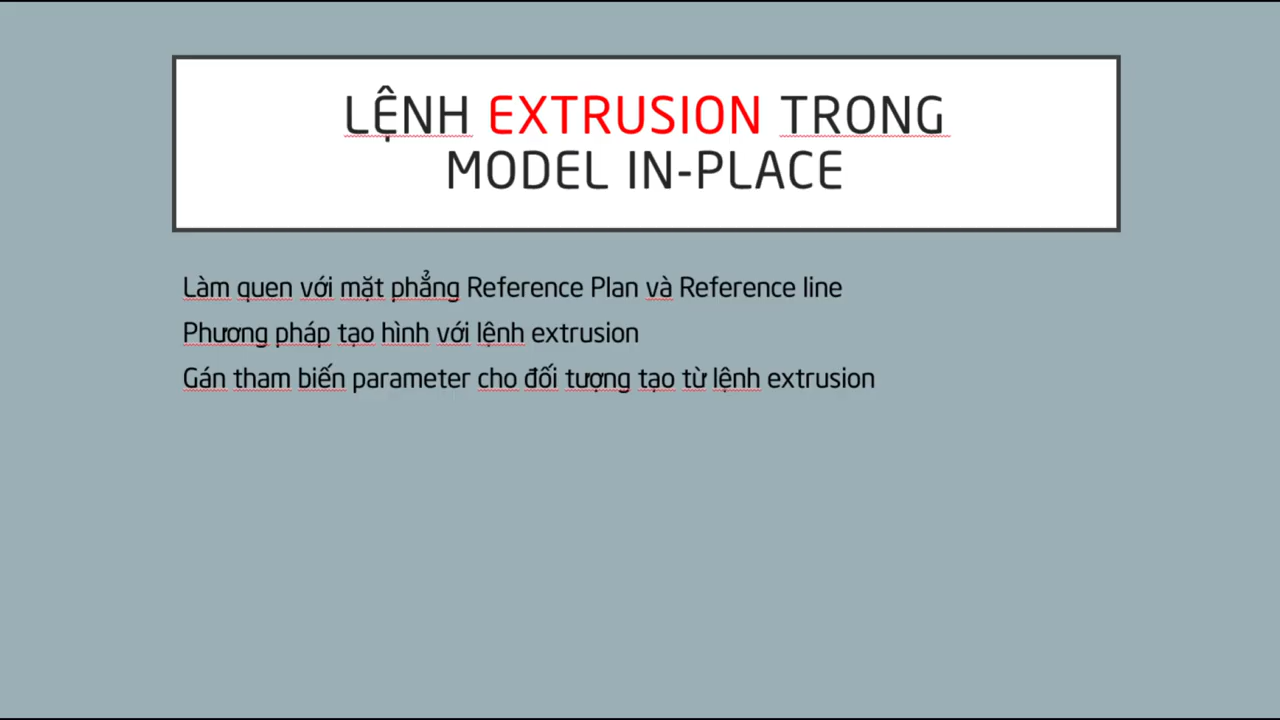 LỆNH EXTRUSION TRONG
MODEL IN-PLACE
Làm quen với mặt phẳng Reference Plan và Reference line
Phương pháp tạo hình với lệnh extrusion
Gán tham biến parameter cho đối tượng tạo từ lệnh extrusion